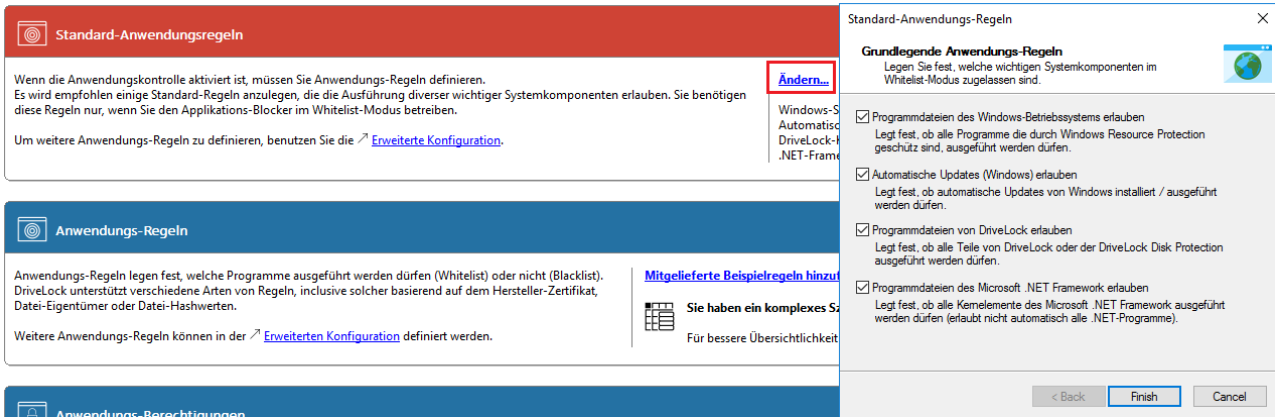 Standard-Anwendungsregeln
Wenn die Anwendungskontrolle aktiviert ist, müssen Sie Anwendungs-Regeln definieren.
Es wird empfohlen einige Standard-Regeln anzulegen, die die Ausführung diverser wichtiger Systemkomponenten erlauben. Sie benötigen
diese Regeln nur, wenn Sie den Applikations-Blocker im Whitelist-Modus betreiben.
Um weitere Anwendungs-Regeln zu definieren, benutzen Sie die Erweiterte Konfiguration.
Ändern...
Windows-S
Automatisc
DriveLock-
.NET-Frame
Anwendungs-Regeln
Anwendungs-Regeln legen fest, welche Programme ausgeführt werden dürfen (Whitelist) oder nicht (Blacklist).
DriveLock unterstützt verschiedene Arten von Regeln, inclusive solcher basierend auf dem Hersteller-Zertifikat,
Datei-Eigentümer oder Datei-Hashwerten.
Weitere Anwendungs-Regeln können in der Erweiterten Konfiguration definiert werden.
Mitgelieferte Beispielregeln hinzuf
Sie haben ein komplexes Sz
Für bessere Übersichtlichkeit
Anwendungs-Berechtigungen
Standard-Anwendungs-Regeln
Grundlegende Anwendungs-Regeln
Legen Sie fest, welche wichtigen Systemkomponenten im
Whitelist-Modus zugelassen sind.
Programmdateien des Windows-Betriebssystems erlauben
Legt fest, ob alle Programme die durch Windows Resource Protection
geschütz sind, ausgeführt werden dürfen.
Automatische Updates (Windows) erlauben
Legt fest, ob automatische Updates von Windows installiert / ausgeführt
werden dürfen.
Programmdateien von DriveLock erlauben
Legt fest, ob alle Teile von DriveLock oder der DriveLock Disk Protection
ausgeführt werden dürfen.
Programmdateien des Microsoft .NET Framework erlauben
Legt fest, ob alle Kernelemente des Microsoft .NET Framework ausgeführt
werden dürfen (erlaubt nicht automatisch alle .NET-Programme).
< Back
Finish
Cancel